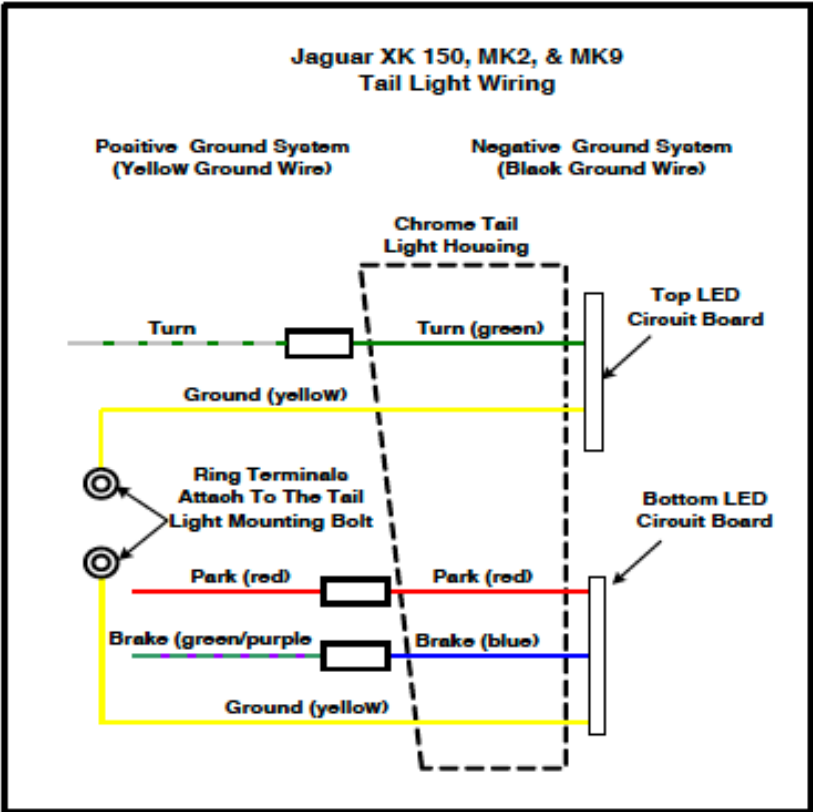 Jaguar XK 150, MK2, & MK9
Tail Light Wiring
Positive Ground System
(Yellow Ground Wire)
Negative Ground System
(Black Ground Wire)
Chrome Tail
Light Housing
Top LED
Circuit Board
Turn
Turn (green)
Ground (yellow)
Ring Terminals
Attach To The Tail
Light Mounting Bolt
Bottom LED
Circuit Board
Park (red)
Park (red)
Brake (green/purple
Brake (blue)
Ground (yellow)